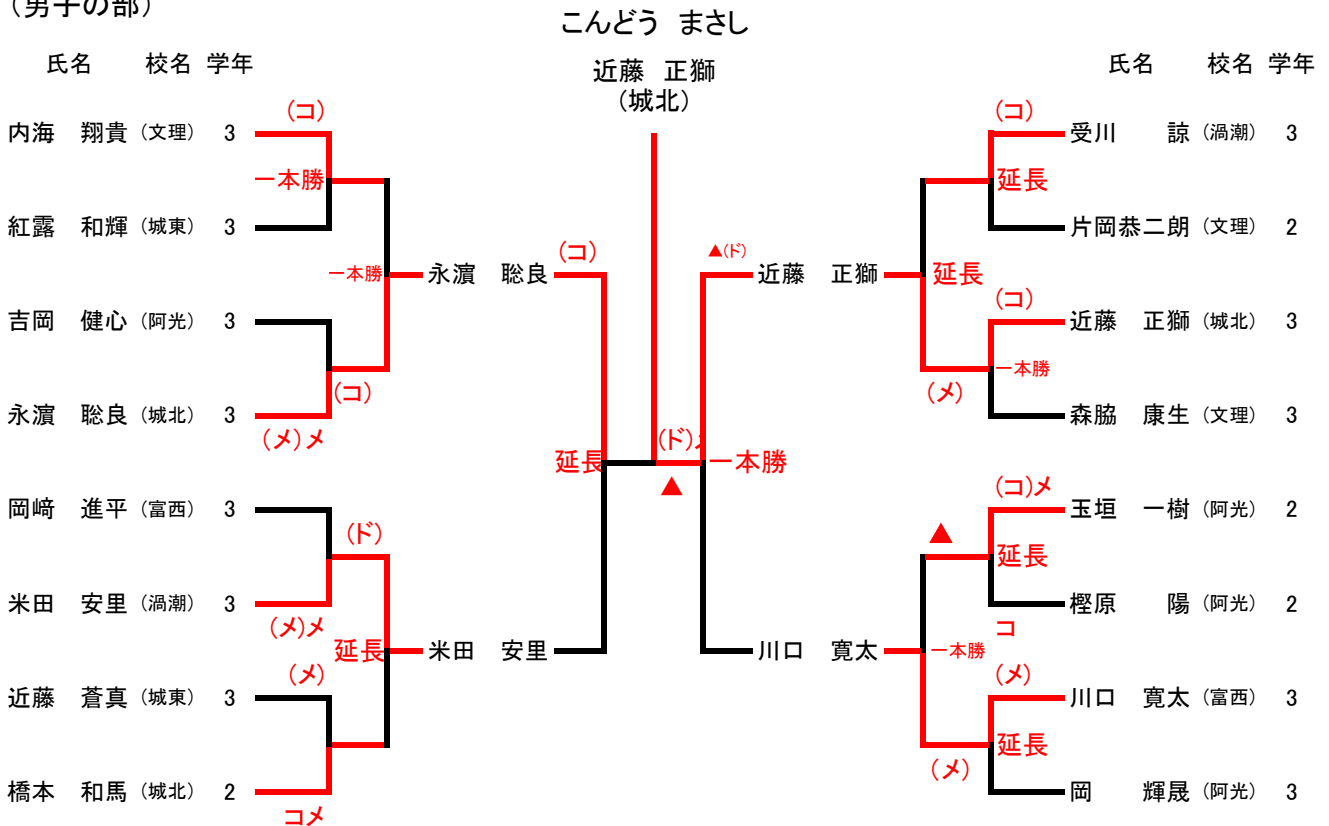 (男子の部)
こんどう まさし
近藤 正獅
(城北)
氏名 校名 学年
氏名 校名 学年
内海 翔貴 (文理) 3
(コ)
一本勝
紅露 和輝 (城東) 3
一本勝
吉岡 健心 (阿光) 3
(コ)
永濵 聡良 (城北) 3
(メ)メ
永濵 聡良
(コ)
延長
岡﨑 進平 (富西) 3
(ド)
米田 安里 (渦潮) 3
(メ)メ
延長
米田 安里
近藤 蒼真 (城東) 3
(メ)
橋本 和馬 (城北) 2
コメ
(ド)
▲
▲(ド)
近藤 正獅
一本勝
川口 寛太
(コ)
受川 諒 (渦潮) 3
延長
片岡恭二朗 (文理) 2
延長
(コ)
近藤 正獅 (城北) 3
一本勝
(メ)
森脇 康生 (文理) 3
(コ)メ
玉垣 一樹 (阿光) 2
▲
延長
樫原 陽 (阿光) 2
コ
一本勝
(メ)
川口 寛太 (富西) 3
延長
(メ)
岡 輝晟 (阿光) 3